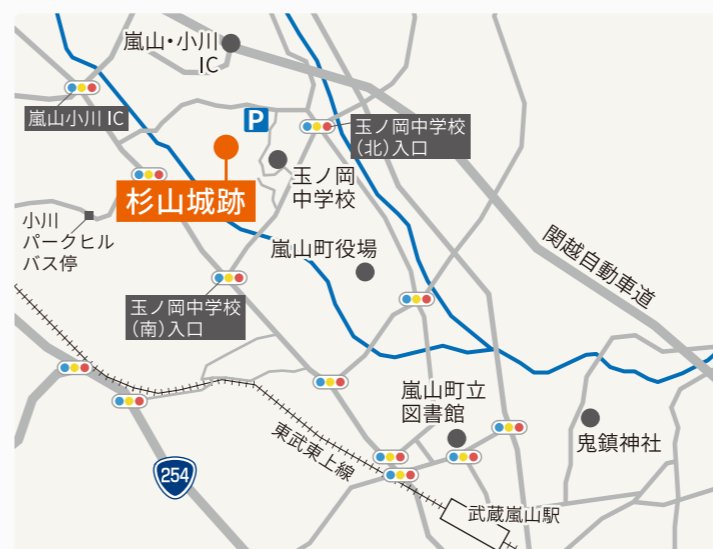 嵐山・小川
IC
嵐山小川 IC
P
玉ノ岡中学校
（北）入口
玉ノ岡
中学校
杉山城跡
小川
パークヒル
バス停
嵐山町役場
関越自動車道
玉ノ岡中学校
（南）入口
嵐山町立
図書館
鬼鎮神社
東武東上線
254
武蔵嵐山駅